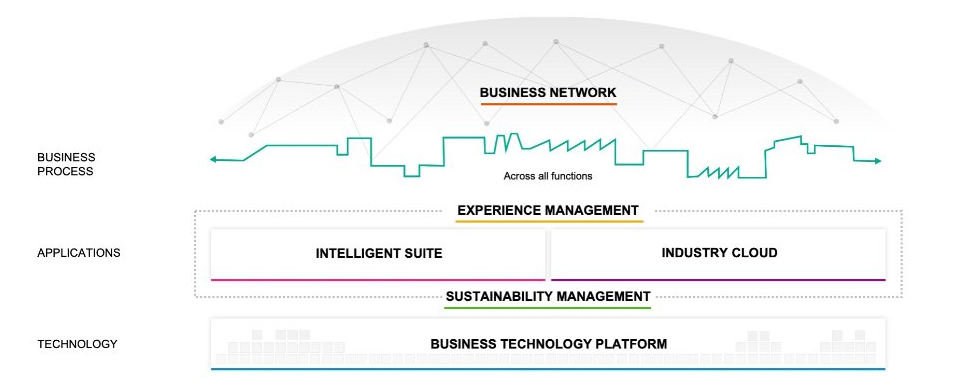 BUSINESS NETWORK
BUSINESS
PROCESS
Across all functions
EXPERIENCE MANAGEMENT
APPLICATIONS
INTELLIGENT SUITE
INDUSTRY CLOUD
SUSTAINABILITY MANAGEMENT
TECHNOLOGY
BUSINESS TECHNOLOGY PLATFORM